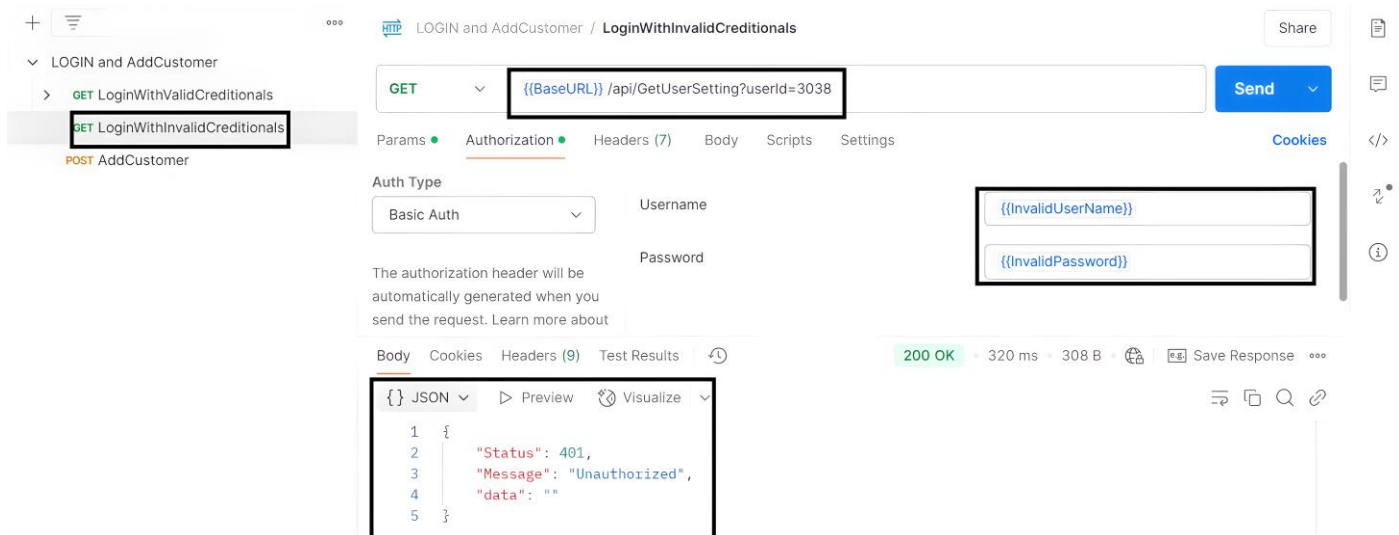 LOGIN and AddCustomer / LoginWithInvalidCreditionals
Share
LOGIN and AddCustomer
GET LoginWithValidCreditionals
GET LoginWithInvalidCreditionals
POST AddCustomer
GET
{{BaseURL}} /api/GetUserSetting?userId=3038
Send
Params
Authorization
Headers (7)
Body
Scripts
Settings
Cookies
Auth Type
Basic Auth
The authorization header will be
automatically generated when you
send the request. Learn more about
Username
{{InvalidUserName}}
Password
{{InvalidPassword}}
Body
Cookies
Headers (9)
Test Results
200 OK
320 ms
308 B
e.g.
Save Response
{} JSON
Preview
Visualize
1 {
2 "Status": 401,
3 "Message": "Unauthorized",
4 "data": ""
5 }
HTTP